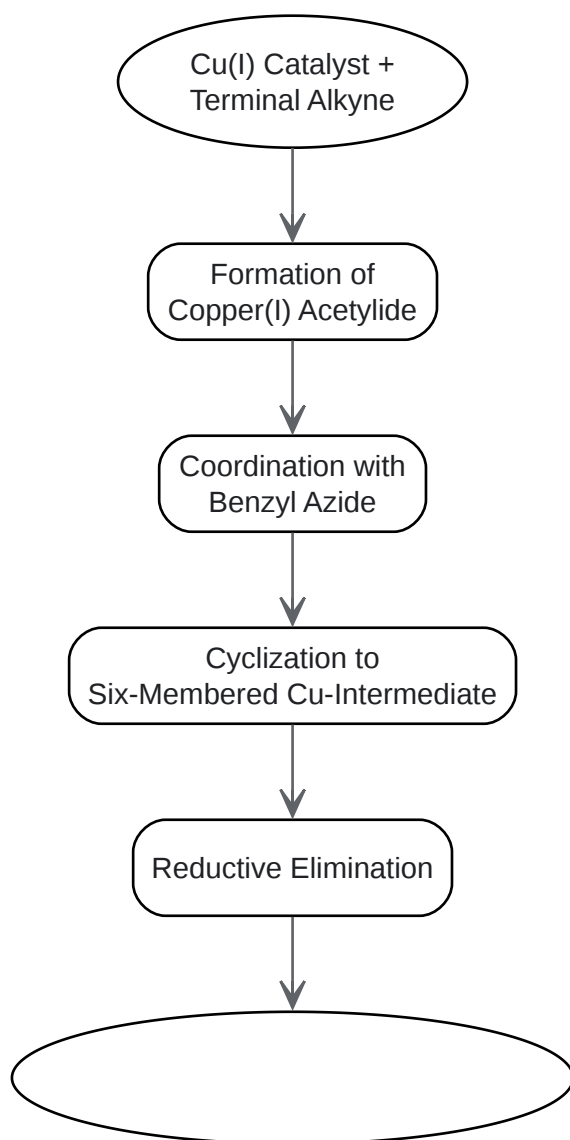 Cu(I) Catalyst +
Terminal Alkyne
Formation of
Copper(I) Acetylide
Coordination with
Benzyl Azide
Cyclization to
Six-Membered Cu-Intermediate
Reductive Elimination